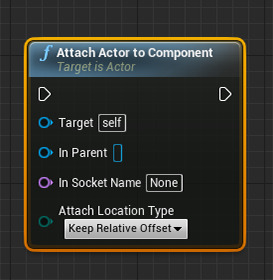 Attach Actor to Component
Target is Actor
Target self
In Parent
In Socket Name None
Attach Location Type
Keep Relative Offset